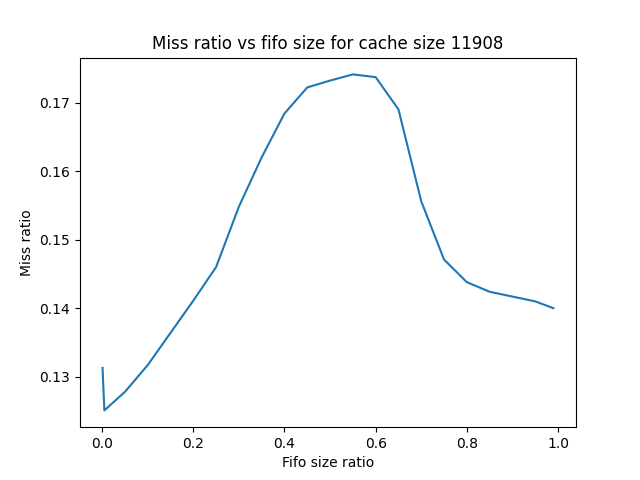 Miss ratio vs fifo size for cache size 11908
0.17
0.16
0.15
0.14
0.13
Miss ratio
0.0 0.2 0.4 0.6 0.8 1.0
Fifo size ratio